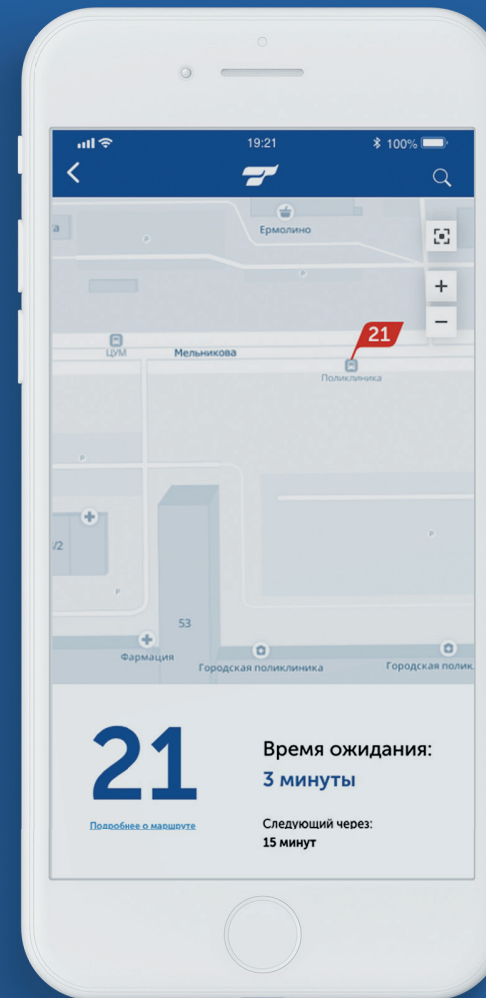 19:21
100%
Ермолино
21
ЦУМ
Мельникова
Поликлиника
/2
53
Фармация
Городская поликлиника
Городская полик
21
Время ожидания:
3 минуты
Подробнее о маршруте
Следующий через:
15 минут